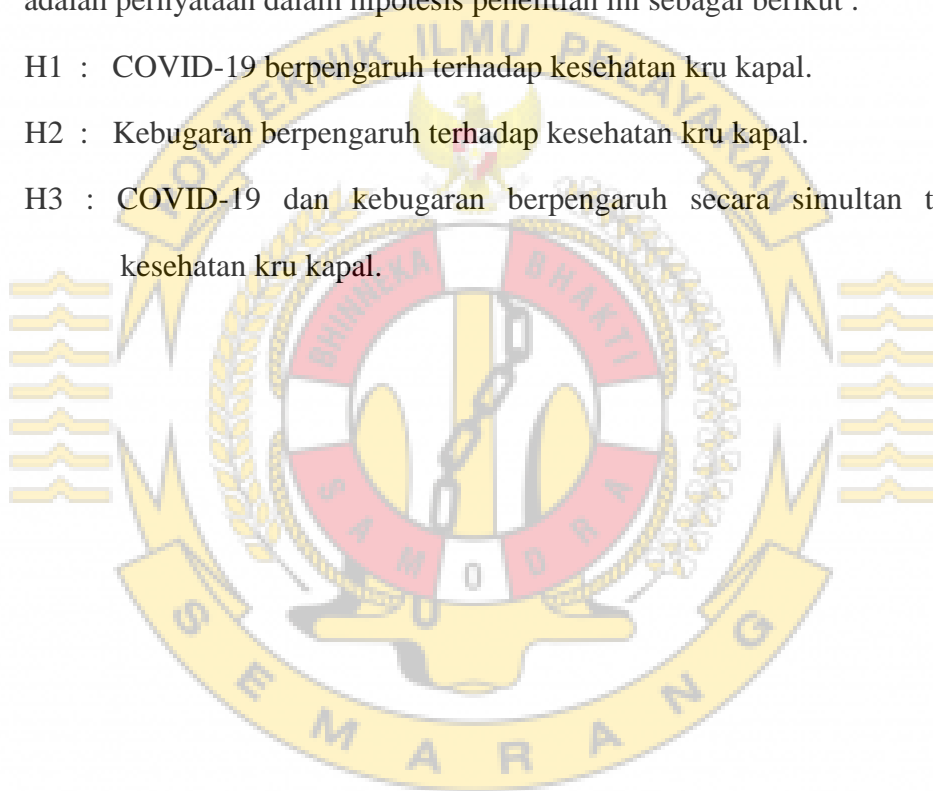 H1 : COVID-19 berpengaruh terhadap kesehatan kru kapal.
H2 : Kebugaran berpengaruh terhadap kesehatan kru kapal.
H3 : COVID-19 dan kebugaran berpengaruh secara simultan t
kesehatan kru kapal.
POLITEKNIK ILMU PELAYARAN
BHINNEKA BHAKTI
SAMODRA
SEMARANG